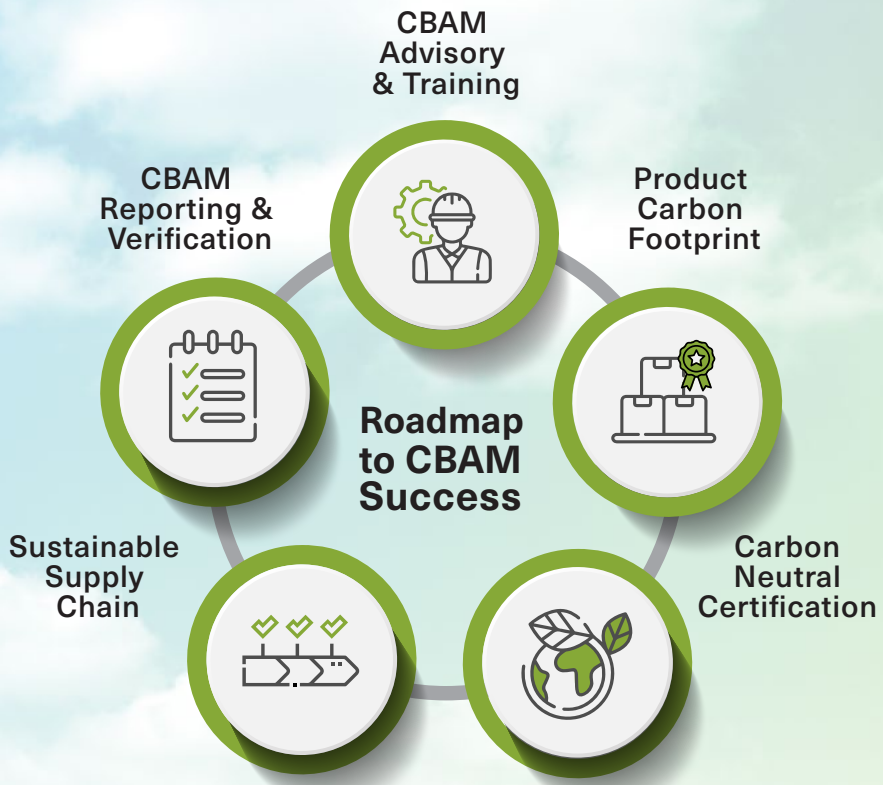 CBAM
Advisory
& Training
CBAM
Reporting &
Verification
Product
Carbon
Footprint
Roadmap
to CBAM
Success
Sustainable
Supply
Chain
Carbon
Neutral
Certification